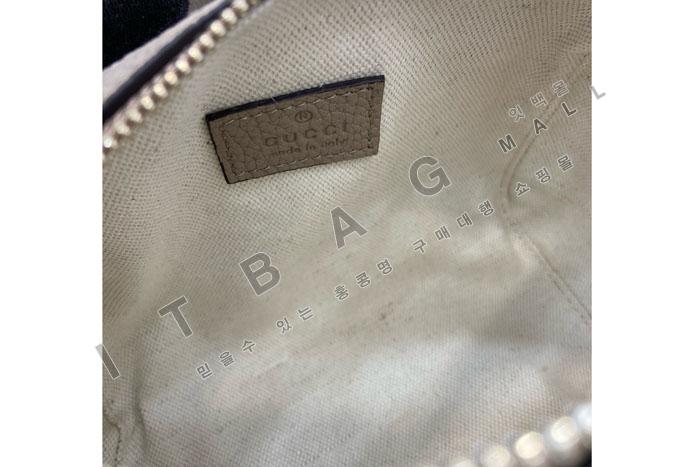 ®
GUCCI
made in italy
ITBAG MALL
믿을수 있는 홍콩명품 구매대행 쇼핑몰
잇백몰